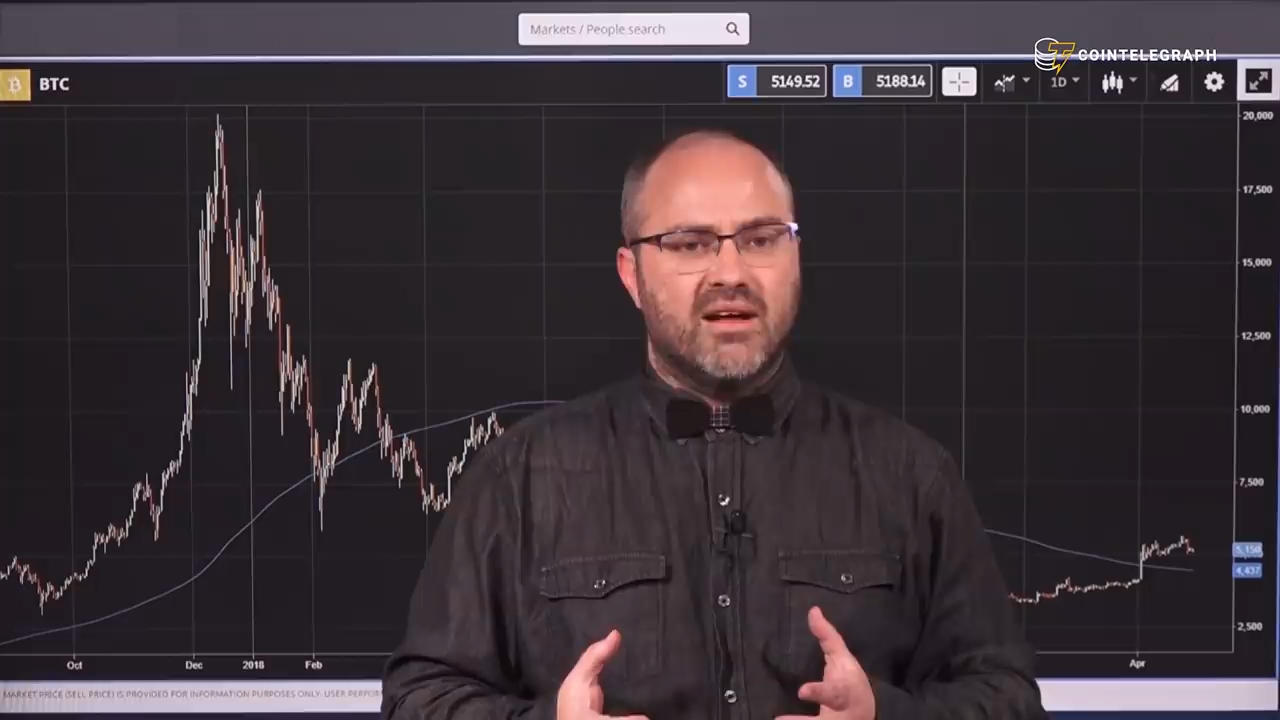 Markets / People search
COINTELEGRAPH
BTC
S 5149.52 B 5188.14 1D
20,000
17,500
15,000
12,500
10,000
7,500
5,150
4,437
2,500
Oct Dec 2018 Feb Apr
MARKET PRICE (SELL PRICE) IS PROVIDED FOR INFORMATION PURPOSES ONLY. USER PERFOR